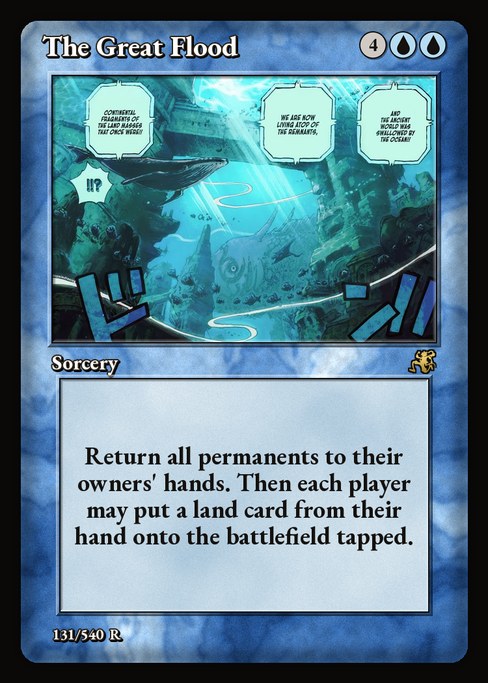 The Great Flood
4
CONTINENTAL
FRAGMENTS OF
THE LAND MASSES
THAT ONCE WERE!!
WE ARE NOW
LIVING ATOP OF
THE REMNANTS,
AND
THE ANCIENT
WORLD WAS
SWALLOWED BY
THE OCEAN!!
!!?
ドン
Sorcery
Return all permanents to their
owners' hands. Then each player
may put a land card from their
hand onto the battlefield tapped.
131/540 R